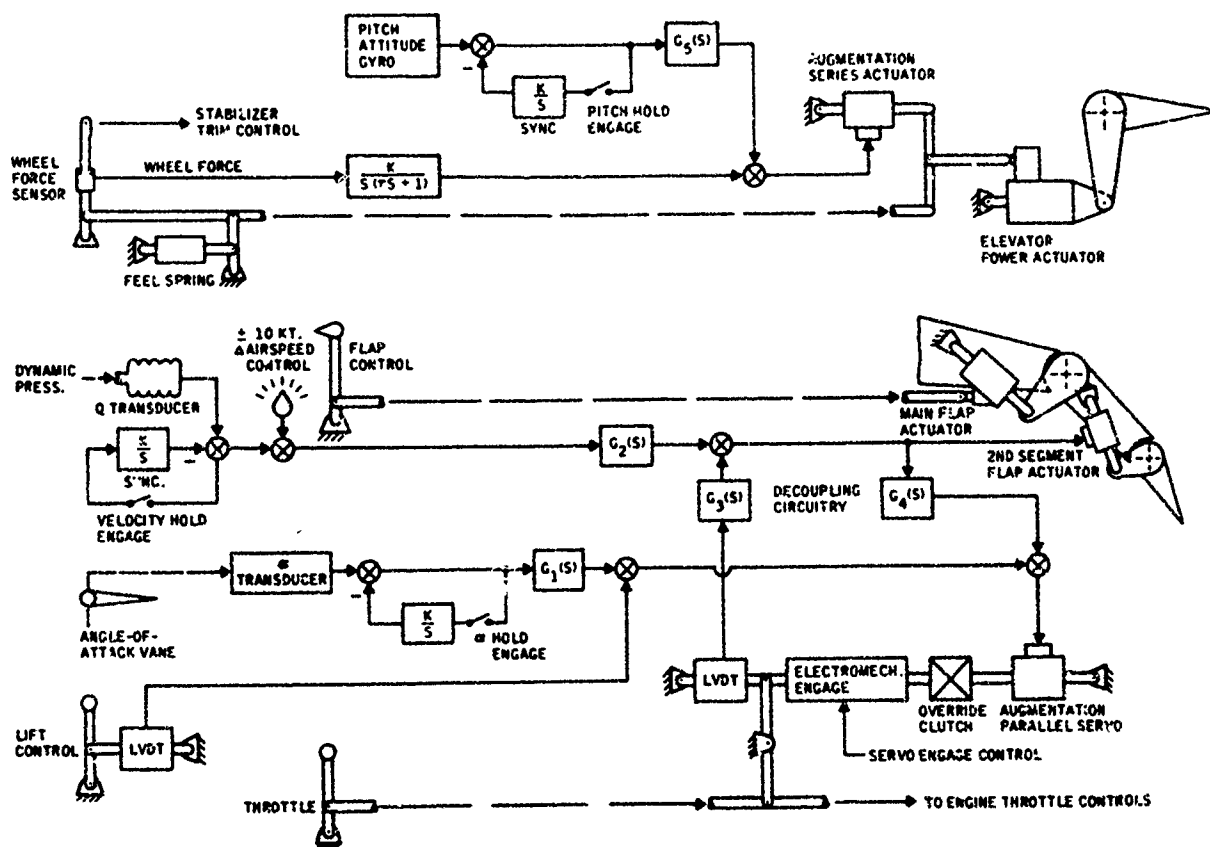 PITCH
ATTITUDE
GYRO
G5(S)
AUGMENTATION
SERIES ACTUATOR
K/S
SYNC
PITCH HOLD
ENGAGE
STABILIZER
TRIM CONTROL
WHEEL
FORCE
SENSOR
WHEEL FORCE
K/S(τS + 1)
FEEL SPRING
ELEVATOR
POWER ACTUATOR
± 10 KT.
ΔAIRSPEED
CONTROL
FLAP
CONTROL
DYNAMIC
PRESS.
Q TRANSDUCER
K/S
VELOCITY HOLD
ENGAGE
G2(S)
MAIN FLAP
ACTUATOR
2ND SEGMENT
FLAP ACTUATOR
G3(S)
DECOUPLING
CIRCUITRY
G4(S)
α
TRANSDUCER
G1(S)
K/S
α HOLD
ENGAGE
ANGLE-OF-
ATTACK VANE
LVDT
ELECTROMECH.
ENGAGE
OVERRIDE
CLUTCH
AUGMENTATION
PARALLEL SERVO
LIFT
CONTROL
LVDT
SERVO ENGAGE CONTROL
THROTTLE
TO ENGINE THROTTLE CONTROLS